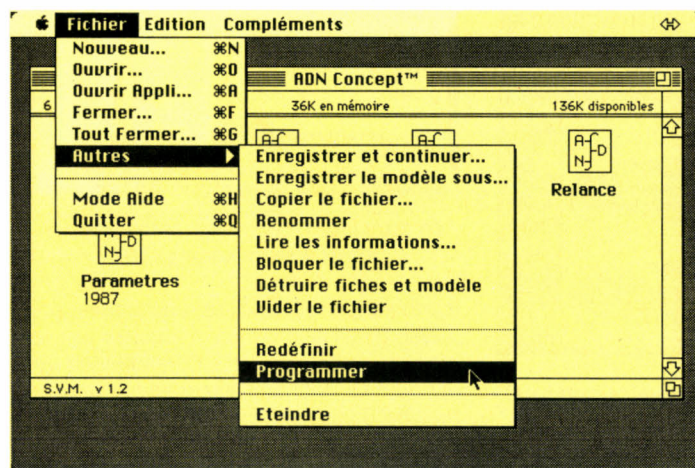 Fichier Edition Compléments
Nouveau... ⌘N
Ouvrir... ⌘O
Ouvrir Appli... ⌘A
Fermer... ⌘F
Tout Fermer... ⌘G
Autres
Mode Aide ⌘H
Quitter ⌘Q
ADN Concept™
6 36K en mémoire 136K disponibles
Enregistrer et continuer...
Enregistrer le modèle sous...
Copier le fichier...
Renommer
Lire les informations...
Bloquer le fichier...
Détruire fiches et modèle
Vider le fichier
Redéfinir
Programmer
Eteindre
A D
N
Relance
D
N
Parametres
1987
S.V.M. v 1.2